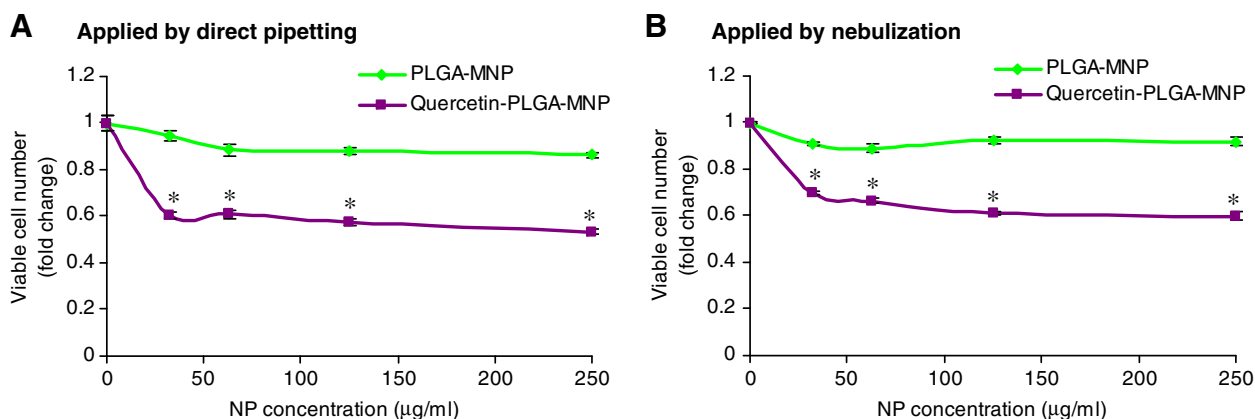 A Applied by direct pipetting
PLGA-MNP
Quercetin-PLGA-MNP
1.2
1
0.8
0.6
0.4
0.2
0
Viable cell number
(fold change)
* * * *
0 50 100 150 200 250
NP concentration (μg/ml)
B Applied by nebulization
PLGA-MNP
Quercetin-PLGA-MNP
1.2
1
0.8
0.6
0.4
0.2
0
Viable cell number
(fold change)
* * * *
0 50 100 150 200 250
NP concentration (μg/ml)